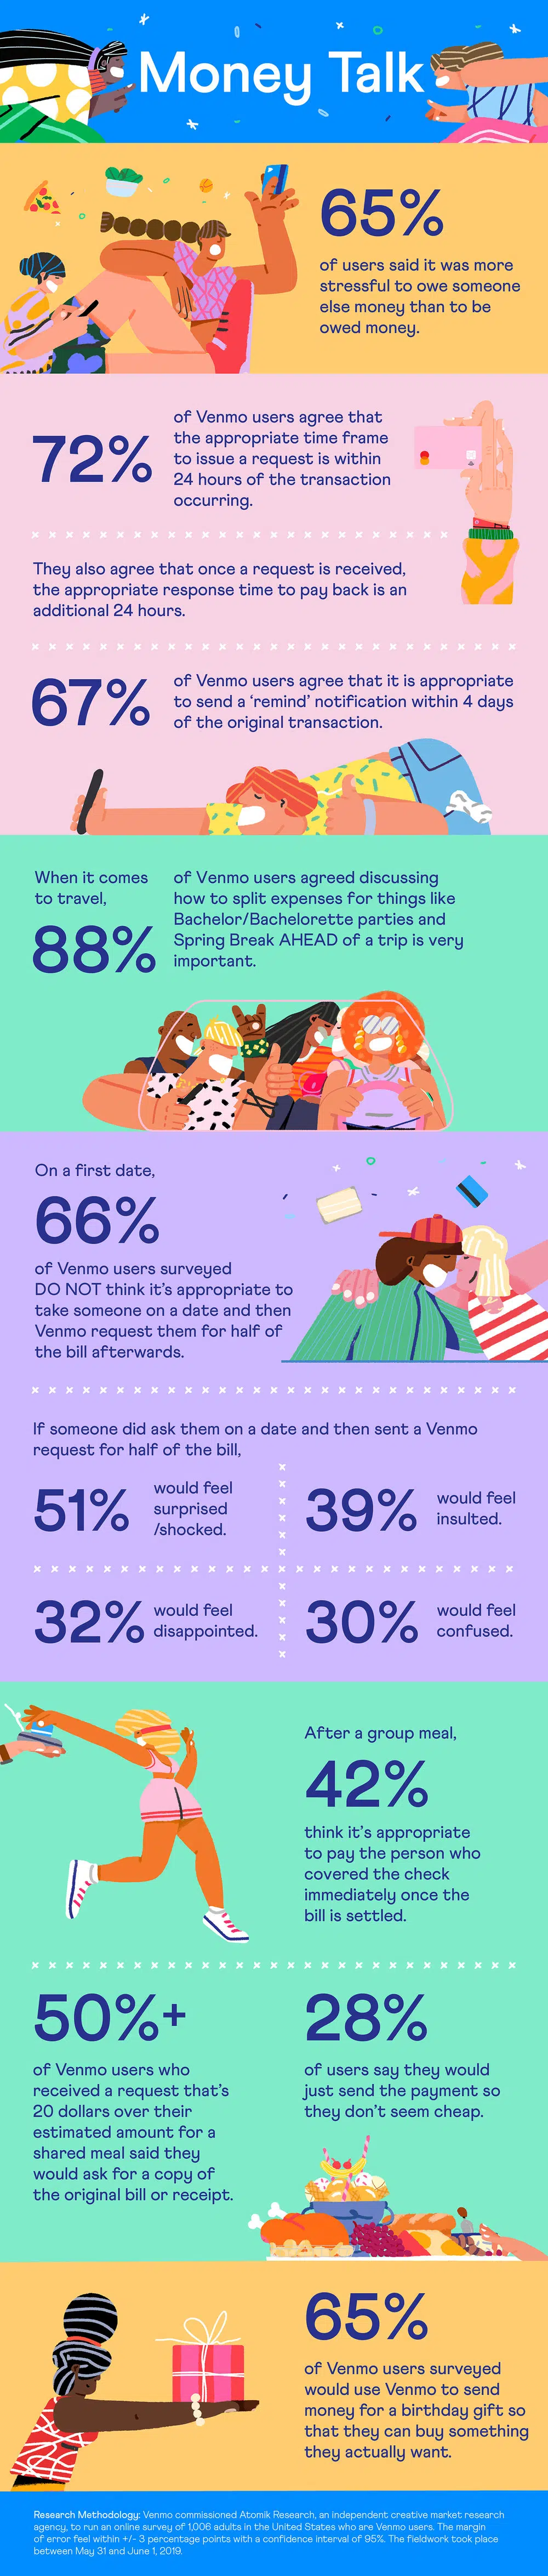 Money Talk
65%
of users said it was more
stressful to owe someone
else money than to be
owed money.
72%
of Venmo users agree that
the appropriate time frame
to issue a request is within
24 hours of the transaction
occurring.
They also agree that once a request is received,
the appropriate response time to pay back is an
additional 24 hours.
67%
of Venmo users agree that it is appropriate
to send a ‘remind’ notification within 4 days
of the original transaction.
When it comes
to travel,
88%
of Venmo users agreed discussing
how to split expenses for things like
Bachelor/Bachelorette parties and
Spring Break AHEAD of a trip is very
important.
On a first date,
66%
of Venmo users surveyed
DO NOT think it’s appropriate to
take someone on a date and then
Venmo request them for half of
the bill afterwards.
If someone did ask them on a date and then sent a Venmo
request for half of the bill,
51%
would feel
surprised
/shocked.
39%
would feel
insulted.
32%
would feel
disappointed.
30%
would feel
confused.
After a group meal,
42%
think it’s appropriate
to pay the person who
covered the check
immediately once the
bill is settled.
50%+
of Venmo users who
received a request that’s
20 dollars over their
estimated amount for a
shared meal said they
would ask for a copy of
the original bill or receipt.
28%
of users say they would
just send the payment so
they don’t seem cheap.
65%
of Venmo users surveyed
would use Venmo to send
money for a birthday gift so
that they can buy something
they actually want.
Research Methodology: Venmo commissioned Atomik Research, an independent creative market research
agency, to run an online survey of 1,006 adults in the United States who are Venmo users. The margin
of error feel within +/- 3 percentage points with a confidence interval of 95%. The fieldwork took place
between May 31 and June 1, 2019.